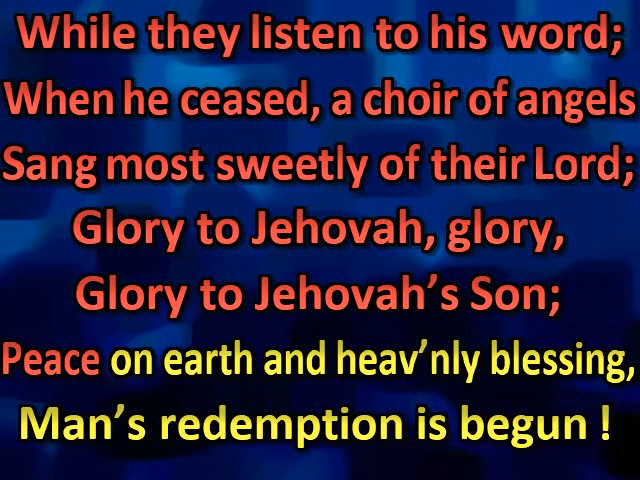 While they listen to his word;
When he ceased, a choir of angels
Sang most sweetly of their Lord;
Glory to Jehovah, glory,
Glory to Jehovah’s Son;
Peace on earth and heav’nly blessing,
Man’s redemption is begun !